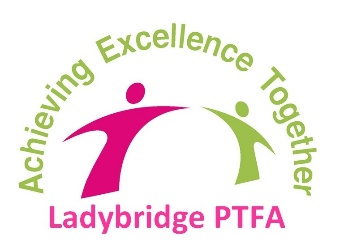 Achieving Excellence Together
Ladybridge PTFA